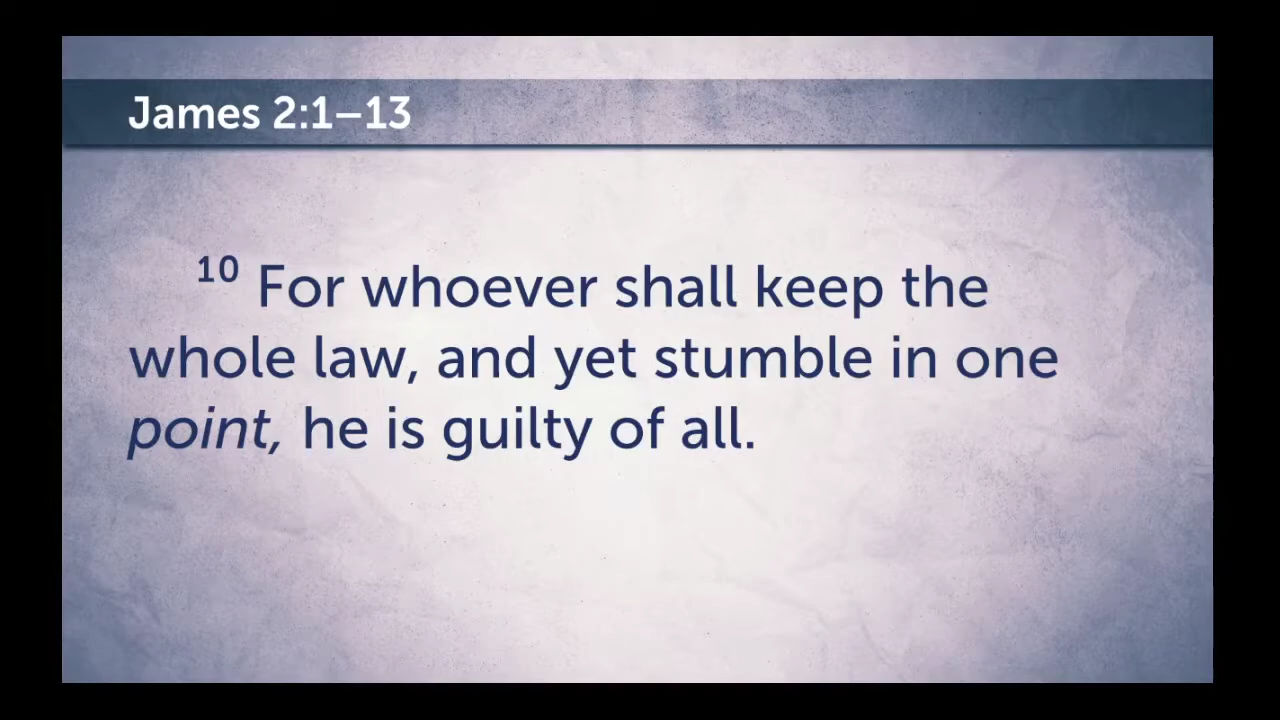 James 2:1–13
10 For whoever shall keep the
whole law, and yet stumble in one
point, he is guilty of all.